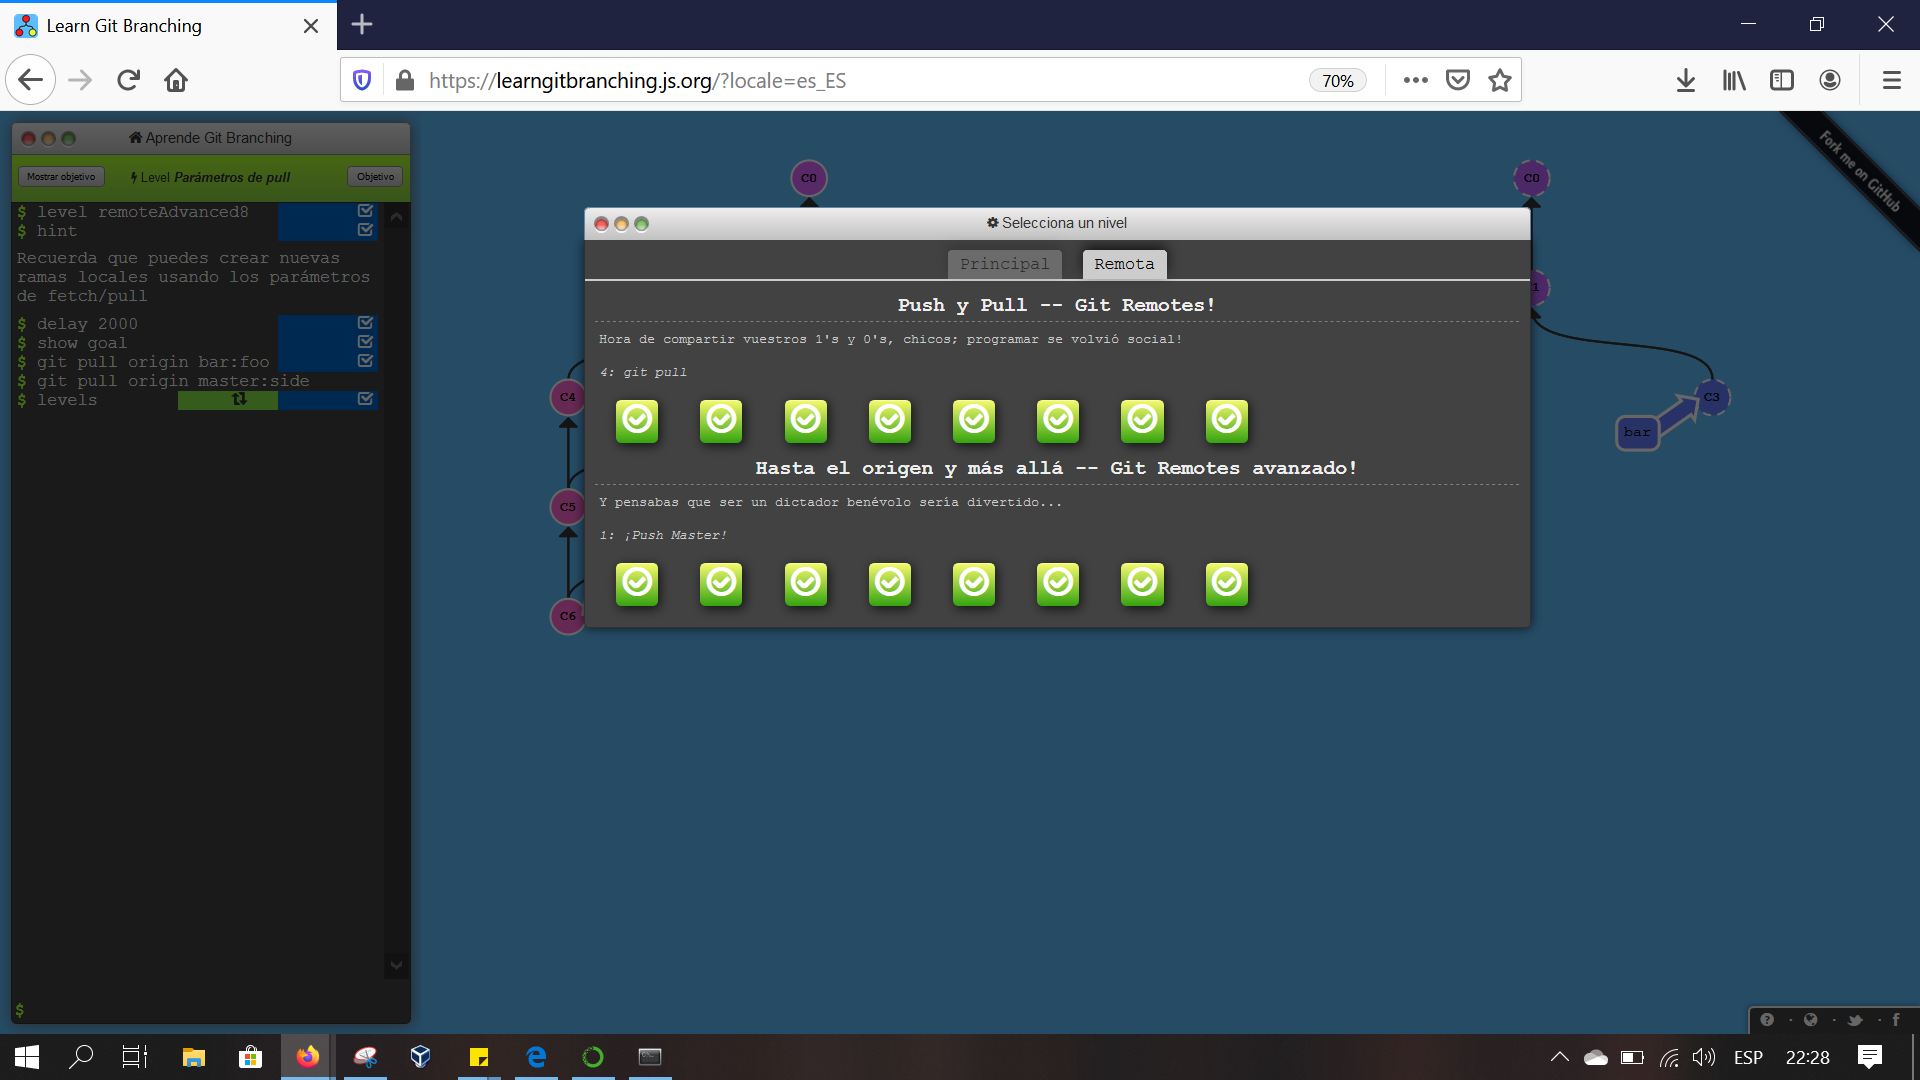 Learn Git Branching
https://learngitbranching.js.org/?locale=es_ES
70%
Aprende Git Branching
Mostrar objetivo
Level Parámetros de pull
Objetivo
$ level remoteAdvanced8
$ hint
Recuerda que puedes crear nuevas
ramas locales usando los parámetros
de fetch/pull
$ delay 2000
$ show goal
$ git pull origin bar:foo
$ git pull origin master:side
$ levels
$
C0
C4
C5
C6
Selecciona un nivel
Principal
Remota
Push y Pull -- Git Remotes!
Hora de compartir vuestros 1's y 0's, chicos; programar se volvió social!
4: git pull
Hasta el origen y más allá -- Git Remotes avanzado!
Y pensabas que ser un dictador benévolo sería divertido...
1: ¡Push Master!
C0
1
C3
bar
Fork me on GitHub
ESP
22:28